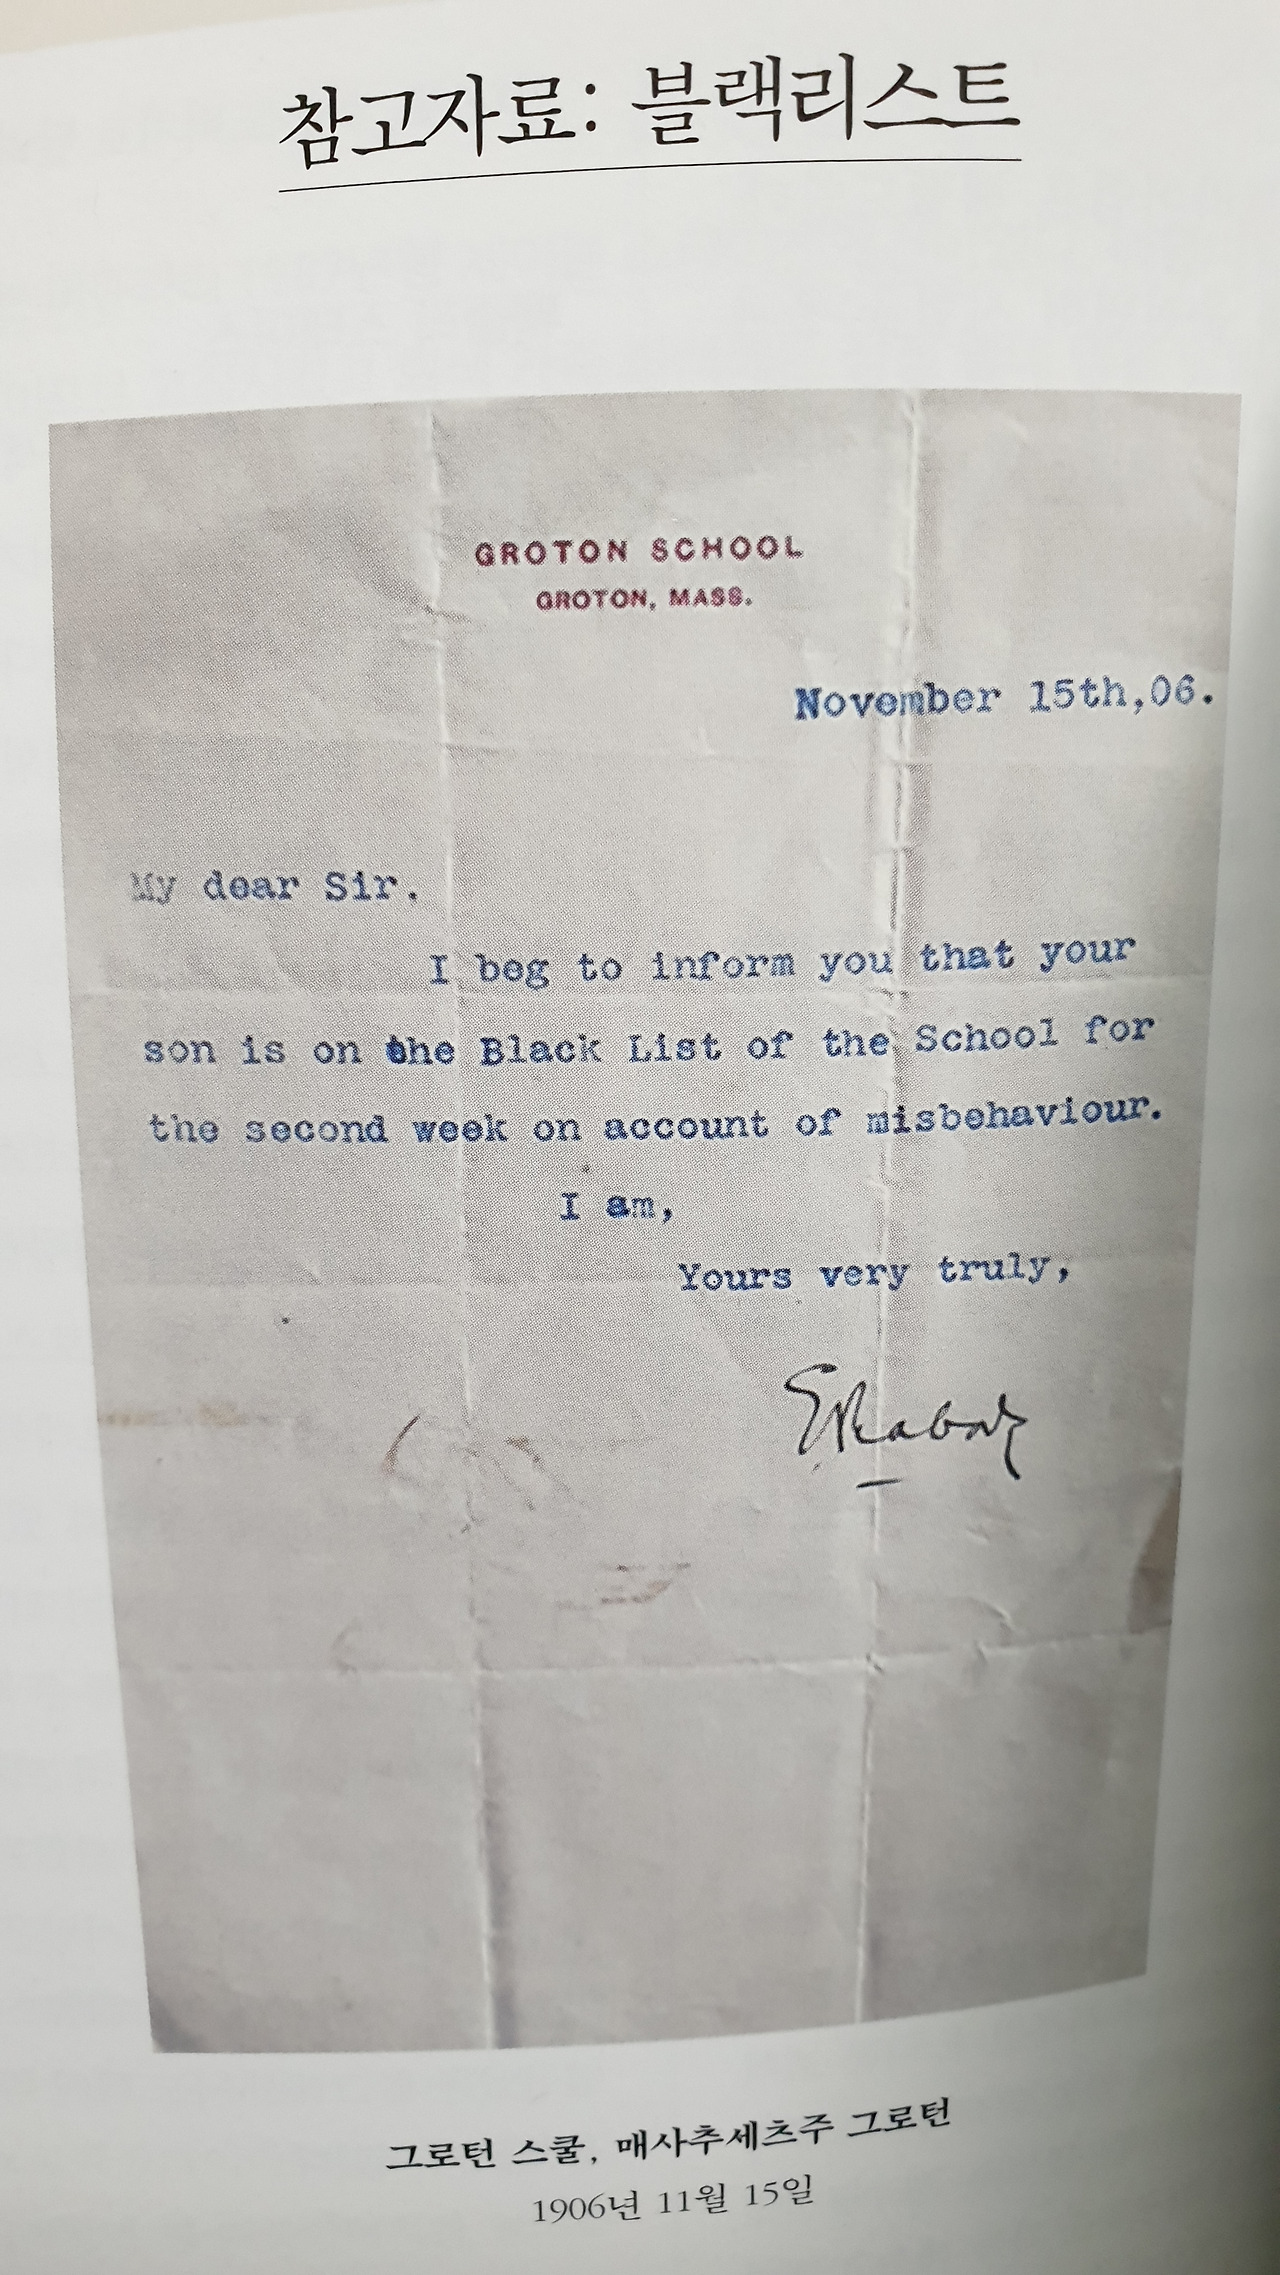 참고자료: 블랙리스트
GROTON SCHOOL
GROTON, MASS.
November 15th,06.
My dear Sir.
I beg to inform you that your
son is on the Black List of the School for
the second week on account of misbehaviour.
I am,
Yours very truly,
그로턴 스쿨, 매사추세츠주 그로턴
1906년 11월 15일